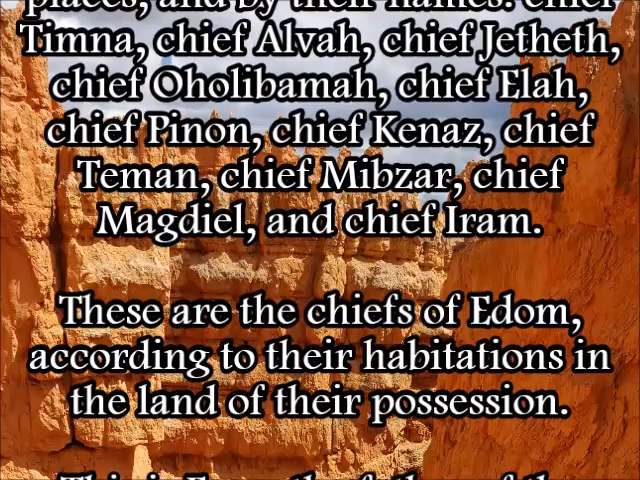 places, and by their names: chief
Timna, chief Alvah, chief Jetheth,
chief Oholibamah, chief Elah,
chief Pinon, chief Kenaz, chief
Teman, chief Mibzar, chief
Magdiel, and chief Iram.
These are the chiefs of Edom,
according to their habitations in
the land of their possession.